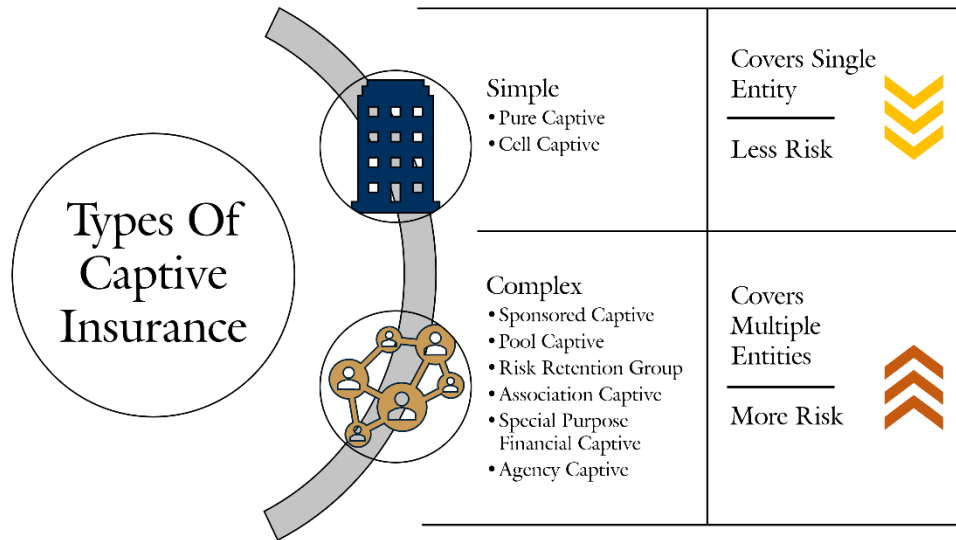 Types Of
Captive
Insurance
Simple
• Pure Captive
• Cell Captive
Covers Single
Entity
Less Risk
Complex
• Sponsored Captive
• Pool Captive
• Risk Retention Group
• Association Captive
• Special Purpose
Financial Captive
• Agency Captive
Covers
Multiple
Entities
More Risk